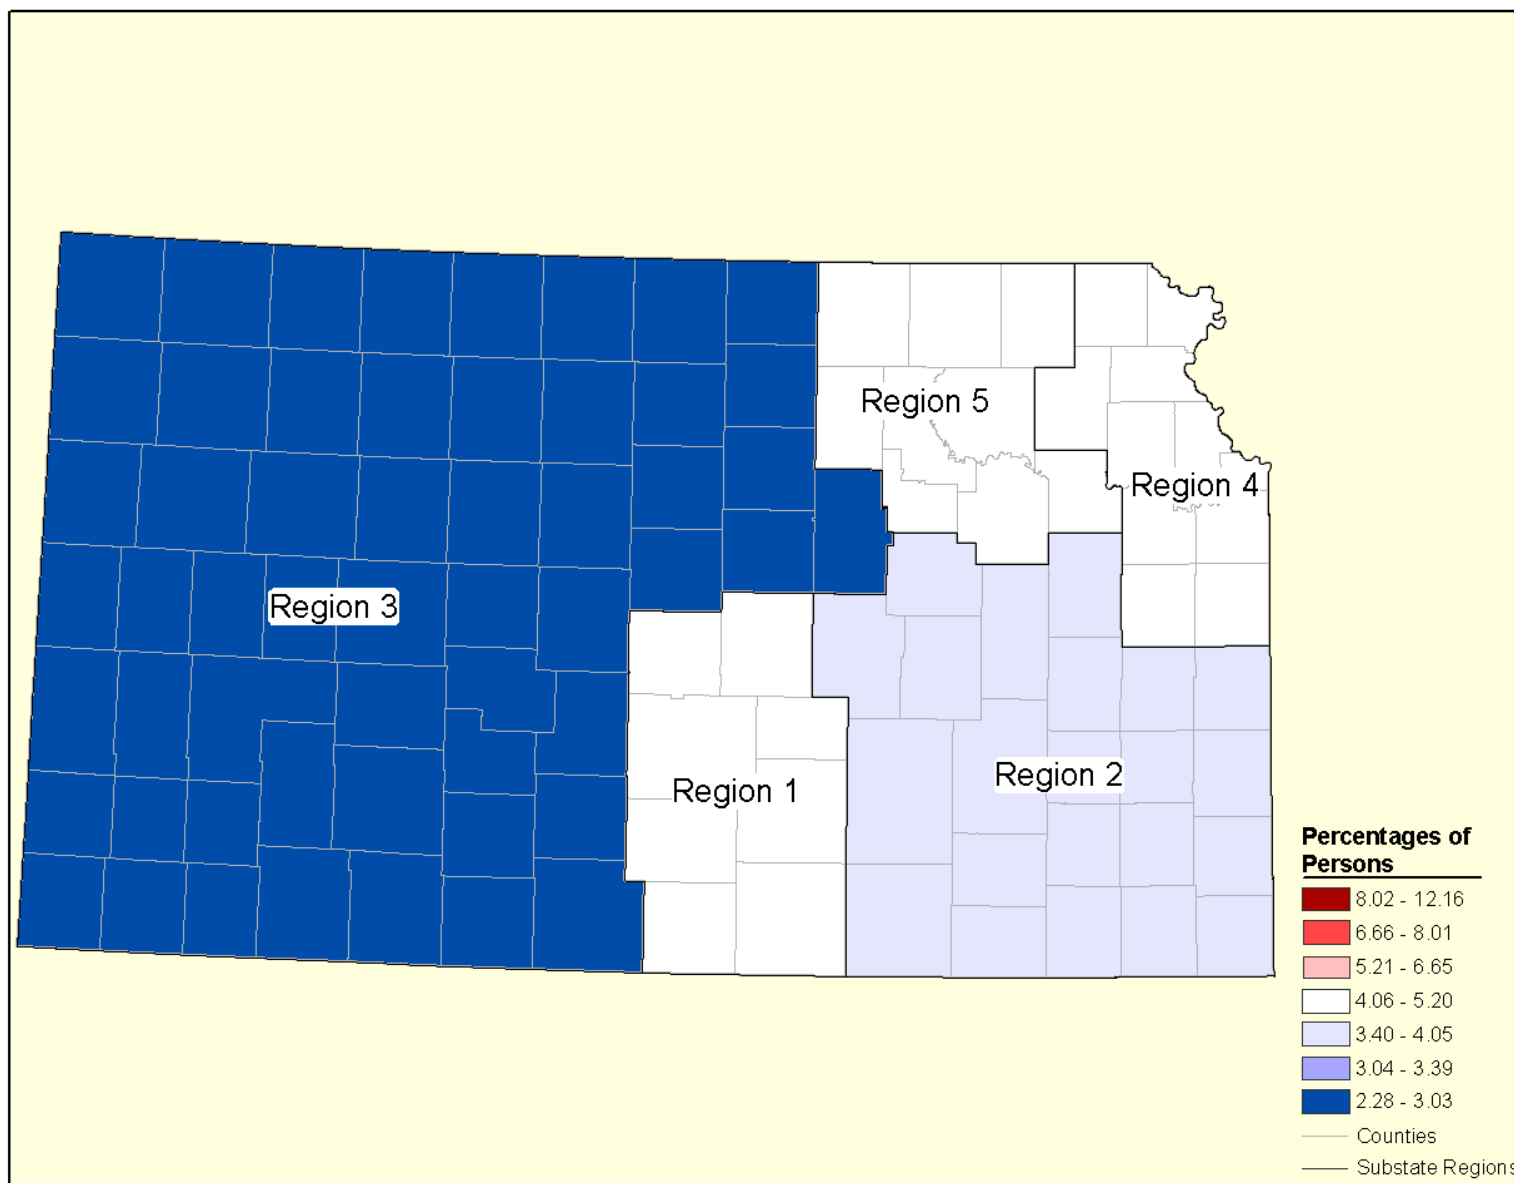 Region 5
Region 4
Region 3
Region 2
Region 1
Percentages of
Persons
8.02 - 12.16
6.66 - 8.01
5.21 - 6.65
4.06 - 5.20
3.40 - 4.05
3.04 - 3.39
2.28 - 3.03
Counties
Substate Regions